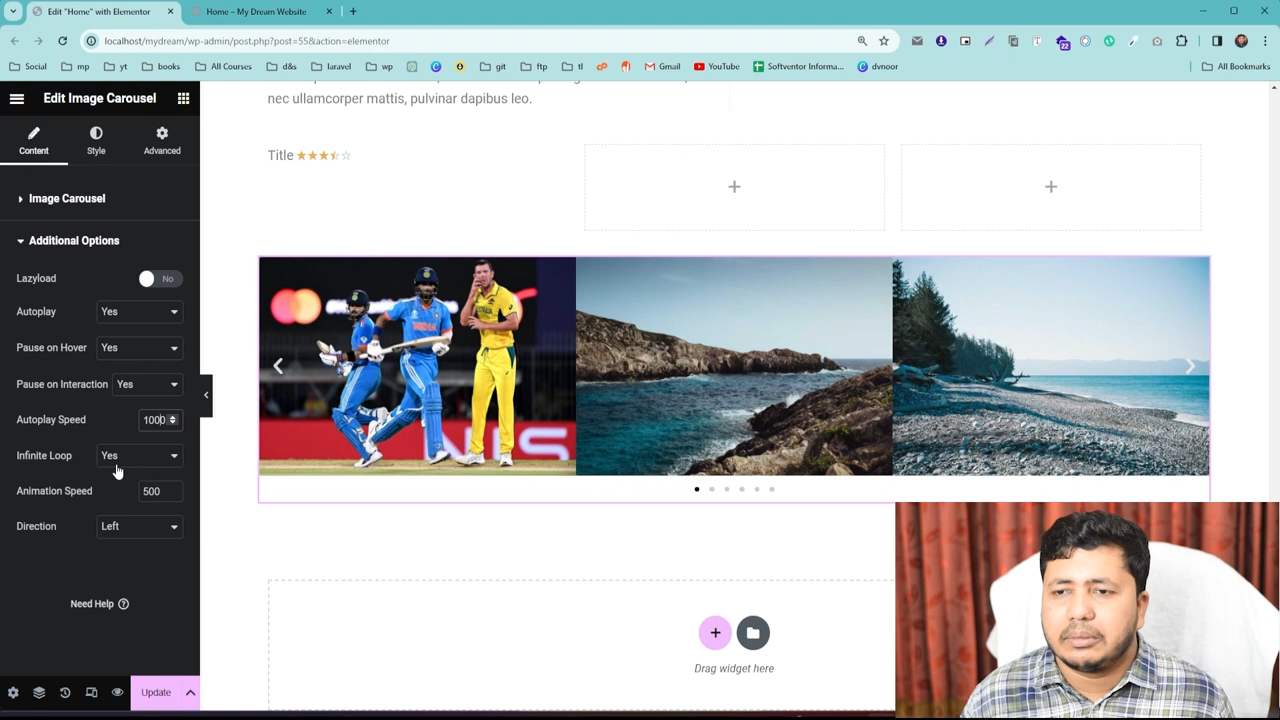 Edit "Home" with Elementor
Home – My Dream Website
localhost/mydream/wp-admin/post.php?post=55&action=elementor
22
Social
mp
yt
books
All Courses
d&s
laravel
wp
git
ftp
tl
Gmail
YouTube
Softventor Informa...
dvnoor
All Bookmarks
Edit Image Carousel
Content
Style
Advanced
Image Carousel
Additional Options
Lazyload
No
Autoplay
Yes
Pause on Hover
Yes
Pause on Interaction
Yes
Autoplay Speed
1000
Infinite Loop
Yes
Animation Speed
500
Direction
Left
Need Help
Update
nec ullamcorper mattis, pulvinar dapibus leo.
Title
INDIA
Drag widget here